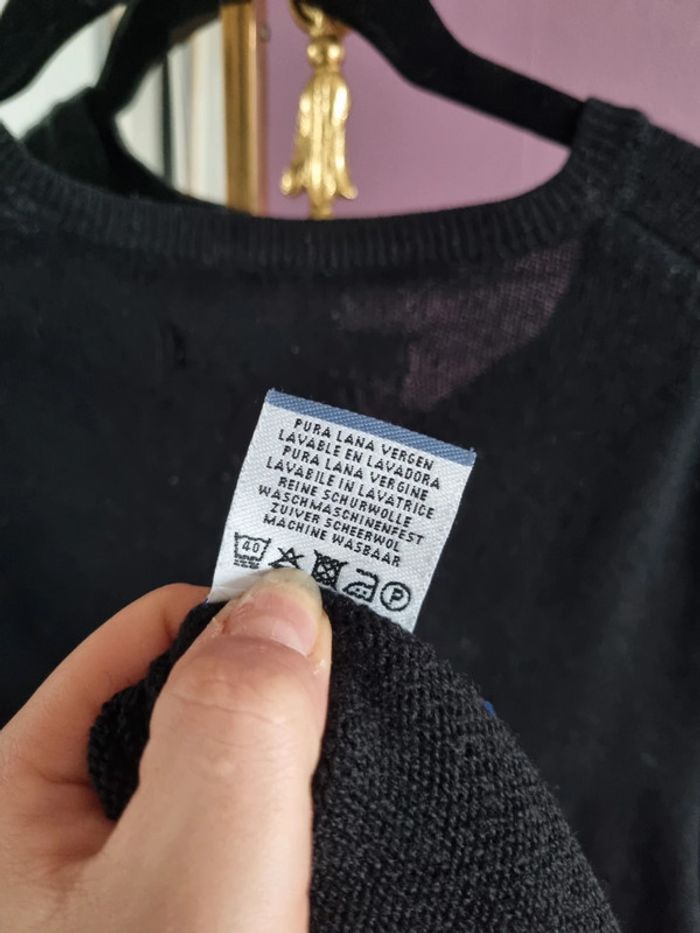 PURA LANA VERGEN
LAVABLE EN LAVADORA
PURA LANA VERGINE
LAVABILE IN LAVATRICE
REINE SCHURWOLLE
WASCHMASCHINENFEST
ZUIVER SCHEERWOL
MACHINE WASBAAR
40 P